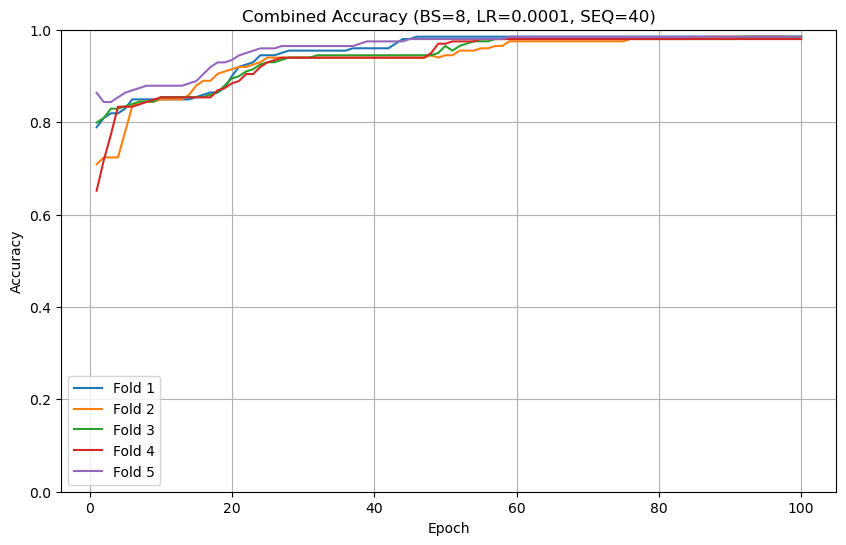 Combined Accuracy (BS=8, LR=0.0001, SEQ=40)
1.0
0.8
0.6
0.4
0.2
0.0
Accuracy
Fold 1
Fold 2
Fold 3
Fold 4
Fold 5
0 20 40 60 80 100
Epoch